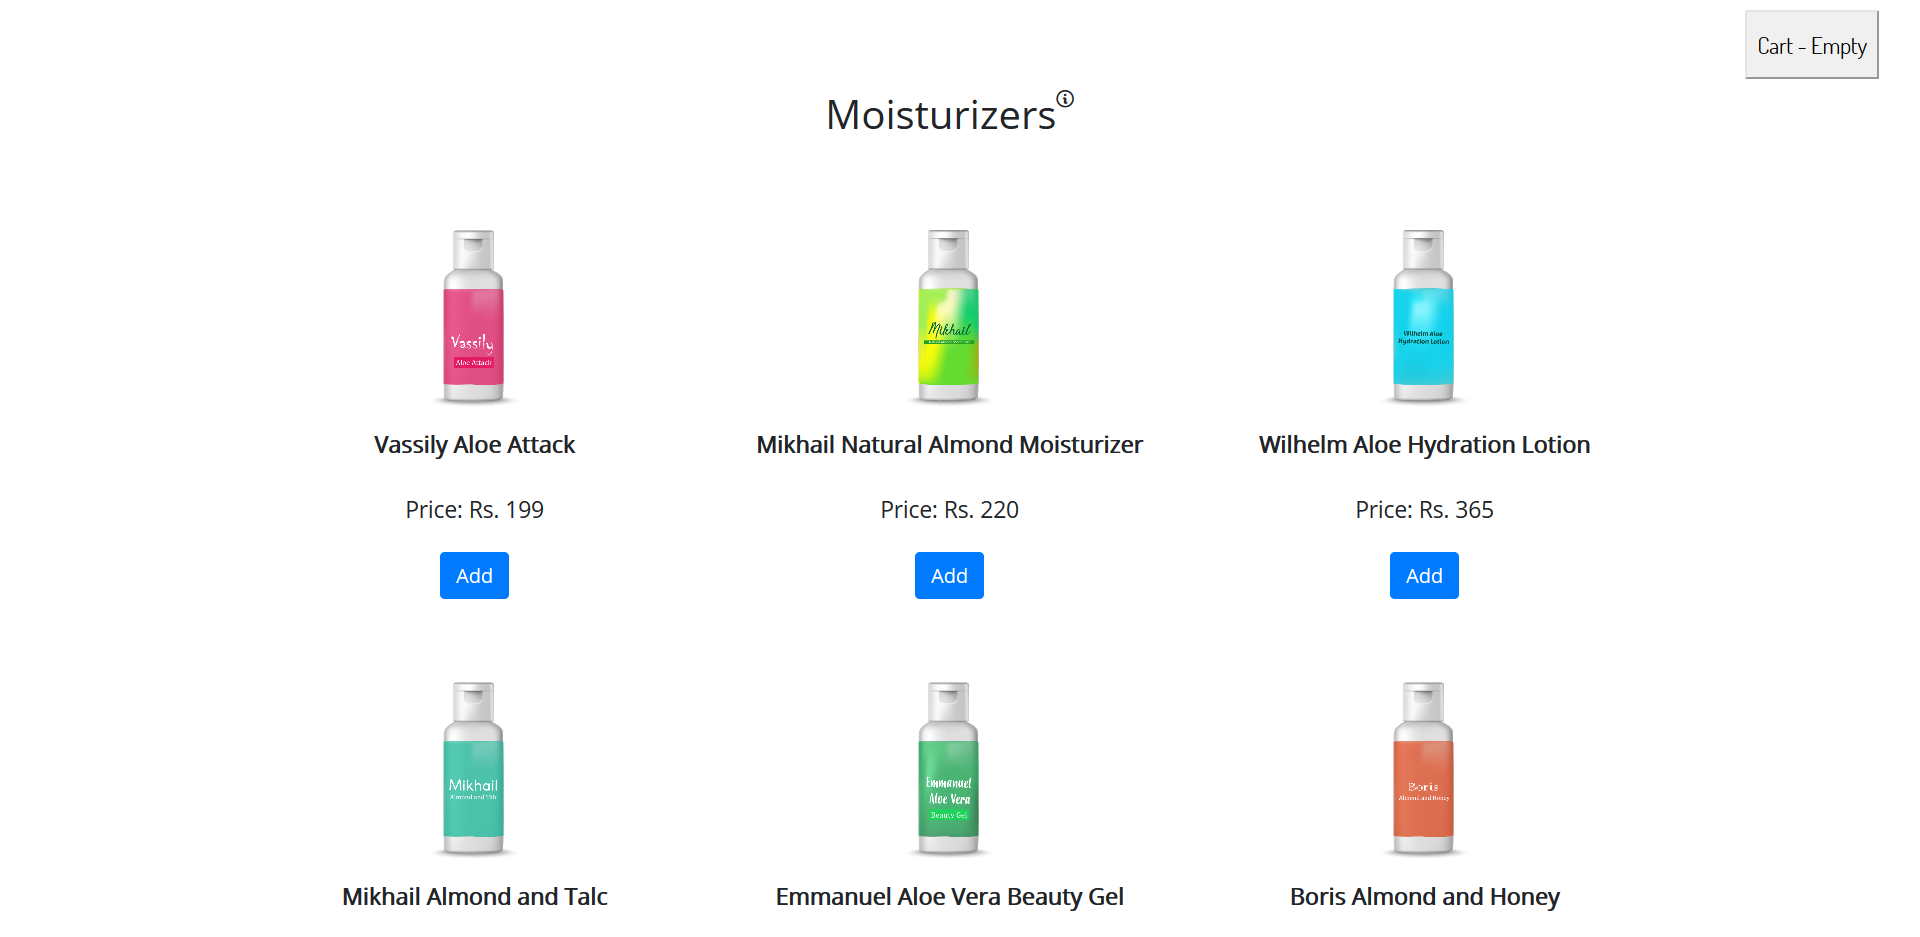 Cart - Empty
Moisturizers
Vassily
Aloe Attack
Mikhail
Wilhelm Aloe
Hydration Lotion
Vassily Aloe Attack
Mikhail Natural Almond Moisturizer
Wilhelm Aloe Hydration Lotion
Price: Rs. 199
Price: Rs. 220
Price: Rs. 365
Add
Add
Add
Mikhail
Almond and Talc
Emmanuel
Aloe Vera
Beauty Gel
Boris
Almond and Honey
Mikhail Almond and Talc
Emmanuel Aloe Vera Beauty Gel
Boris Almond and Honey